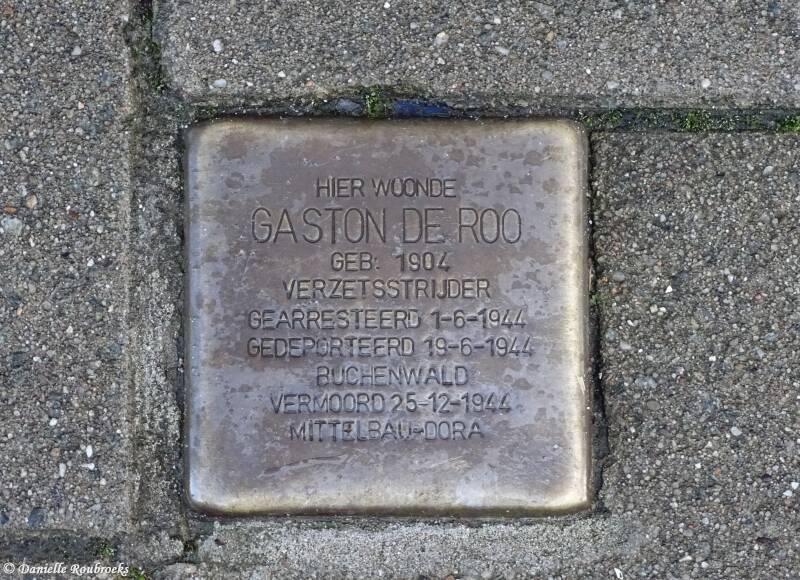 HIER WOONDE
GASTON DE ROO
GEB. 1904
VERZETSSTRIJDER
GEARRESTEERD 1-6-1944
GEDEPORTEERD 19-6-1944
BUCHENWALD
VERMOORD 25-12-1944
MITTELBAU-DORA
© Danielle Roubroeks